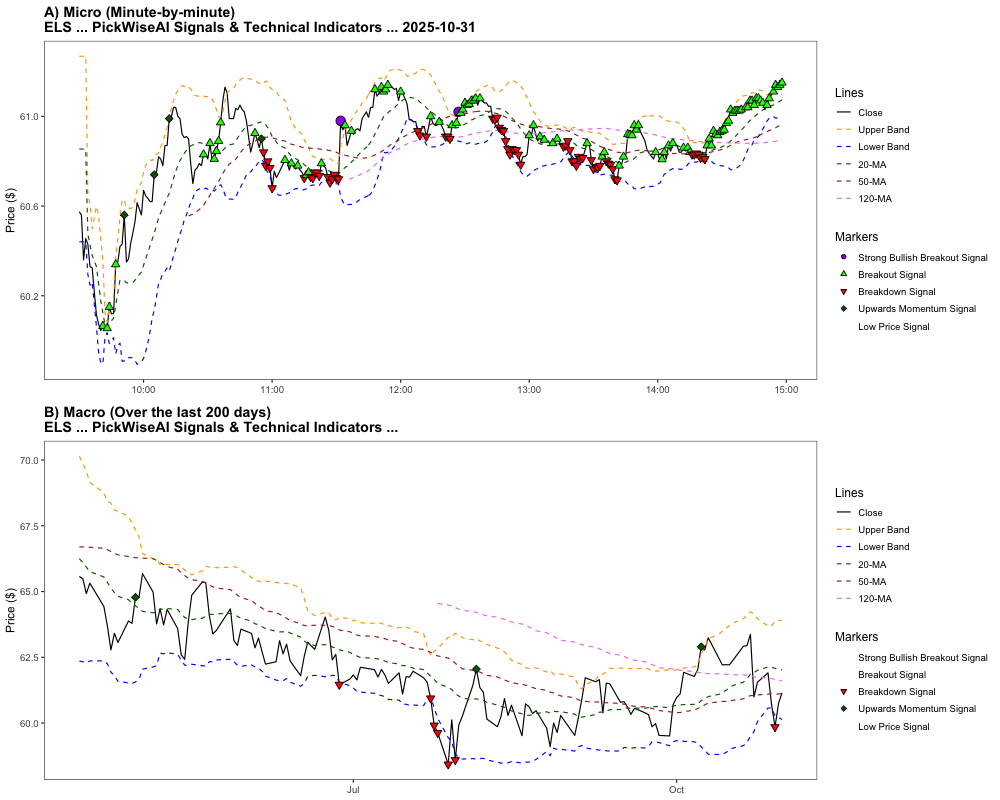 A) Micro (Minute-by-minute)
ELS ... PickWiseAI Signals & Technical Indicators ... 2025-10-31
Price ($)
61.0
60.6
60.2
10:00
11:00
12:00
13:00
14:00
15:00
Lines
Close
Upper Band
Lower Band
20-MA
50-MA
120-MA
Markers
Strong Bullish Breakout Signal
Breakout Signal
Breakdown Signal
Upwards Momentum Signal
Low Price Signal
B) Macro (Over the last 200 days)
ELS ... PickWiseAI Signals & Technical Indicators ...
Price ($)
70.0
67.5
65.0
62.5
60.0
Jul
Oct
Lines
Close
Upper Band
Lower Band
20-MA
50-MA
120-MA
Markers
Strong Bullish Breakout Signal
Breakout Signal
Breakdown Signal
Upwards Momentum Signal
Low Price Signal